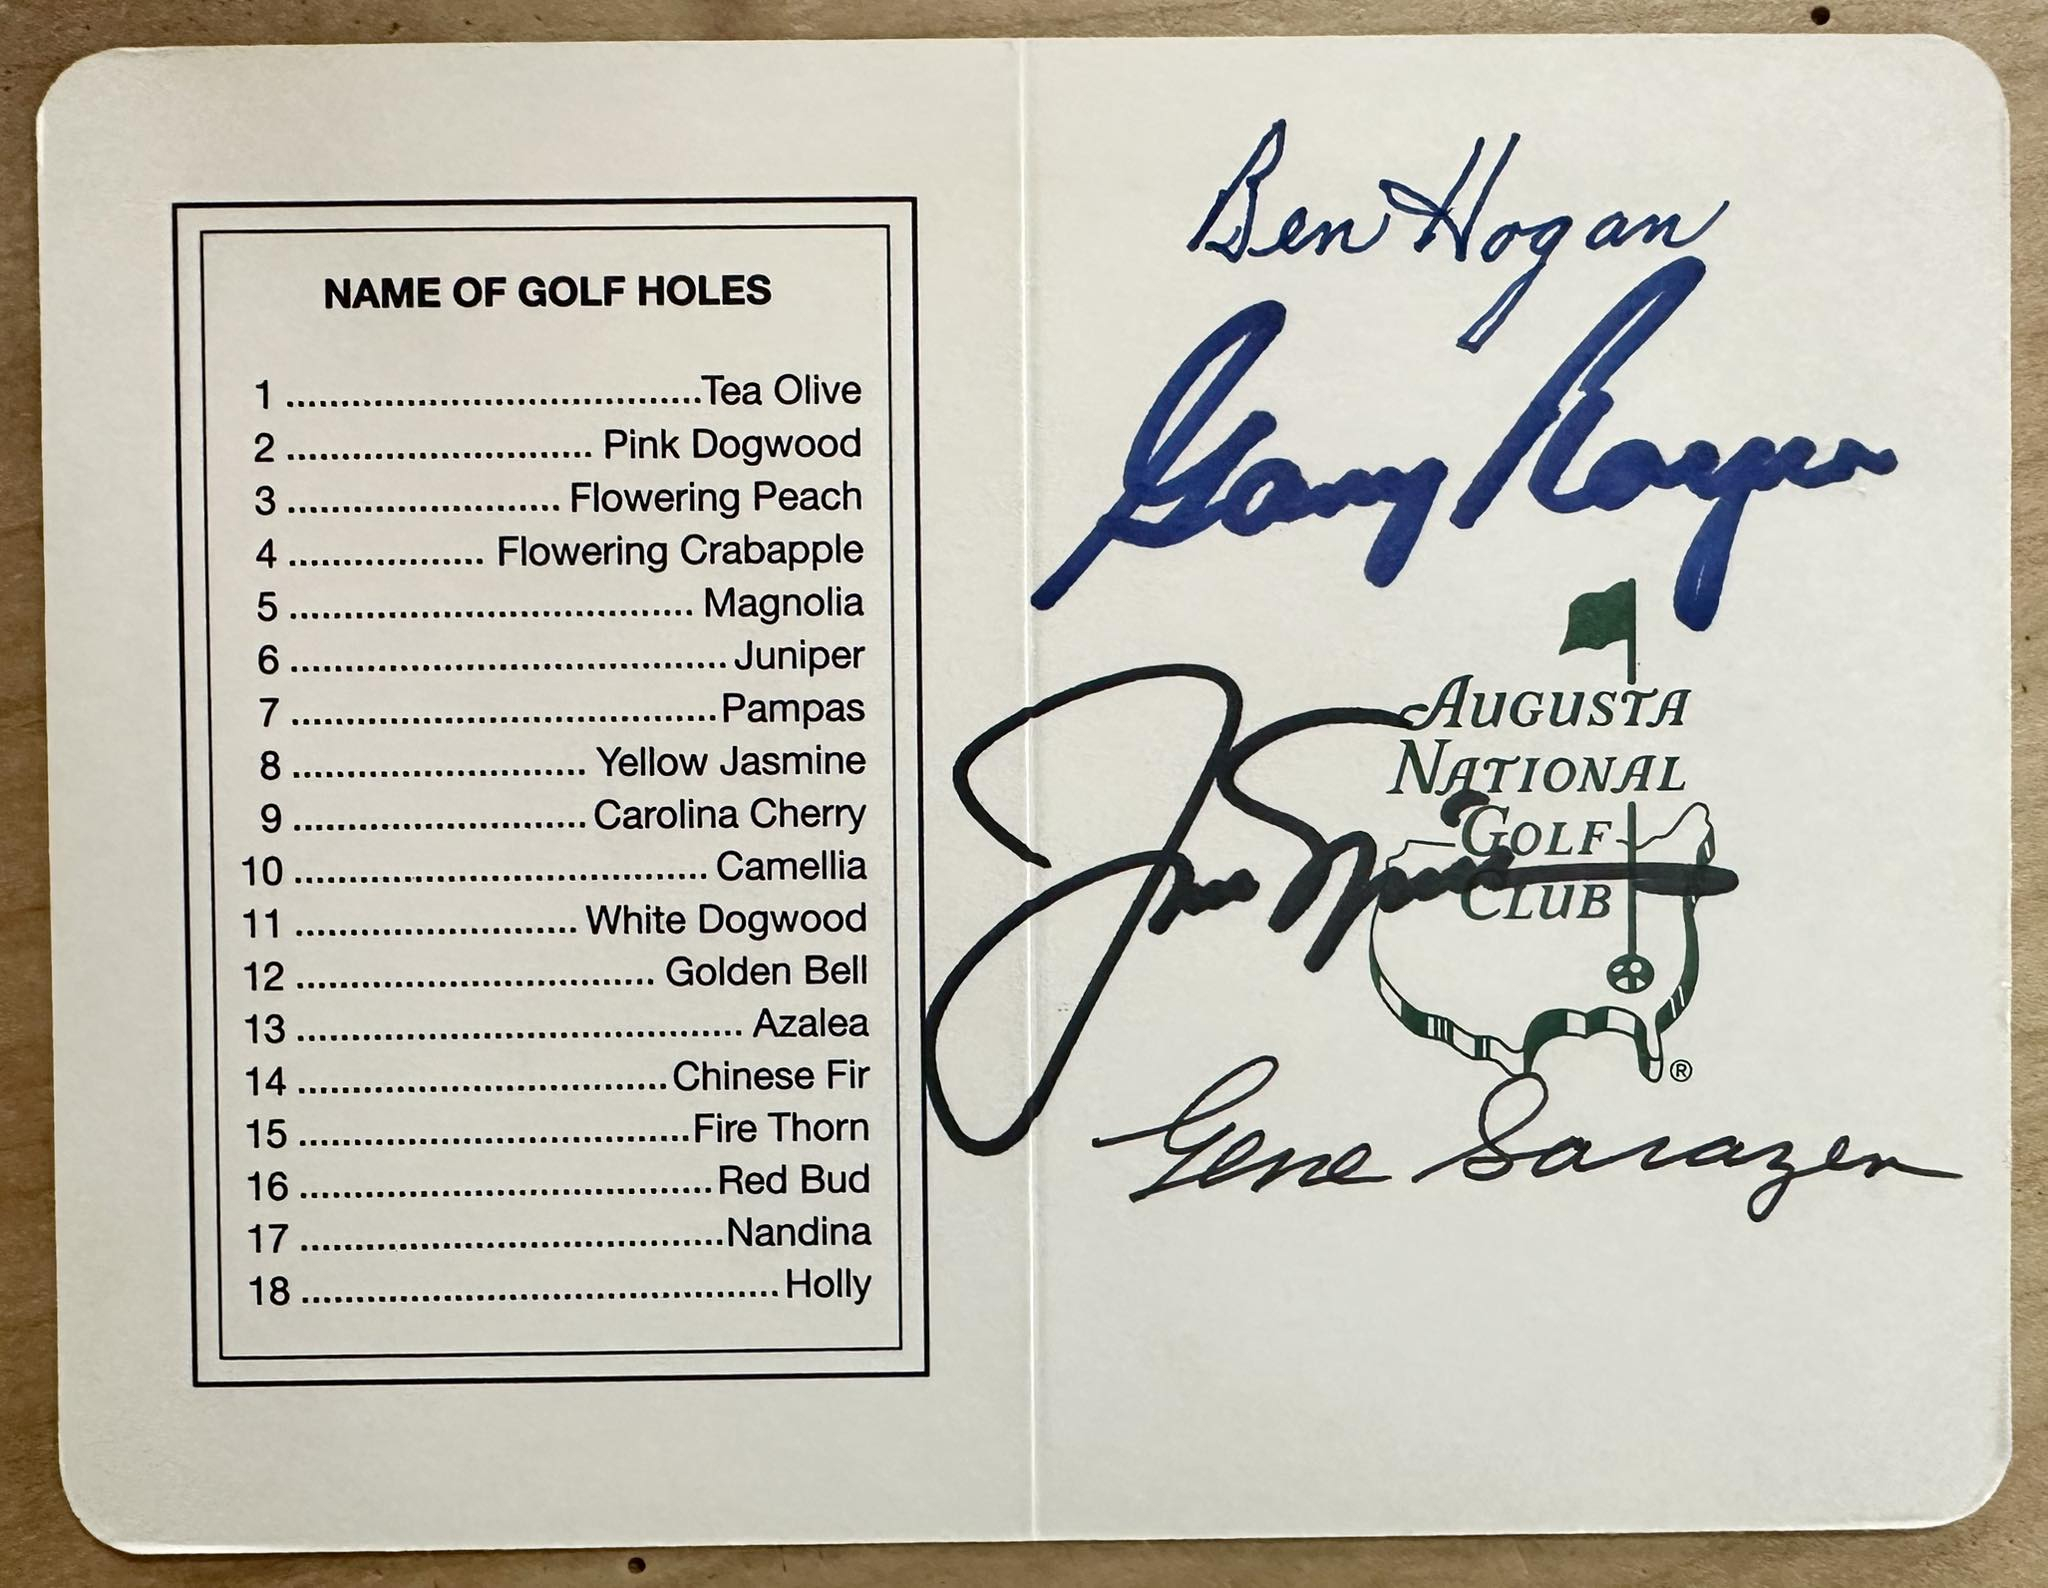 NAME OF GOLF HOLES
1 ........................................Tea Olive
2 ............................ Pink Dogwood
3 ......................... Flowering Peach
4 .................. Flowering Crabapple
5 ..................................... Magnolia
6 ........................................Juniper
7 .......................................Pampas
8 ........................... Yellow Jasmine
9 ...........................Carolina Cherry
10 ...................................... Camellia
11 .......................... White Dogwood
12 ................................. Golden Bell
13 ......................................... Azalea
14 ..................................Chinese Fir
15 ....................................Fire Thorn
16 ......................................Red Bud
17 .......................................Nandina
18 ............................................Holly
Ben Hogan
Gary Player
AUGUSTA
NATIONAL
GOLF
CLUB
®
Gene Sarazen